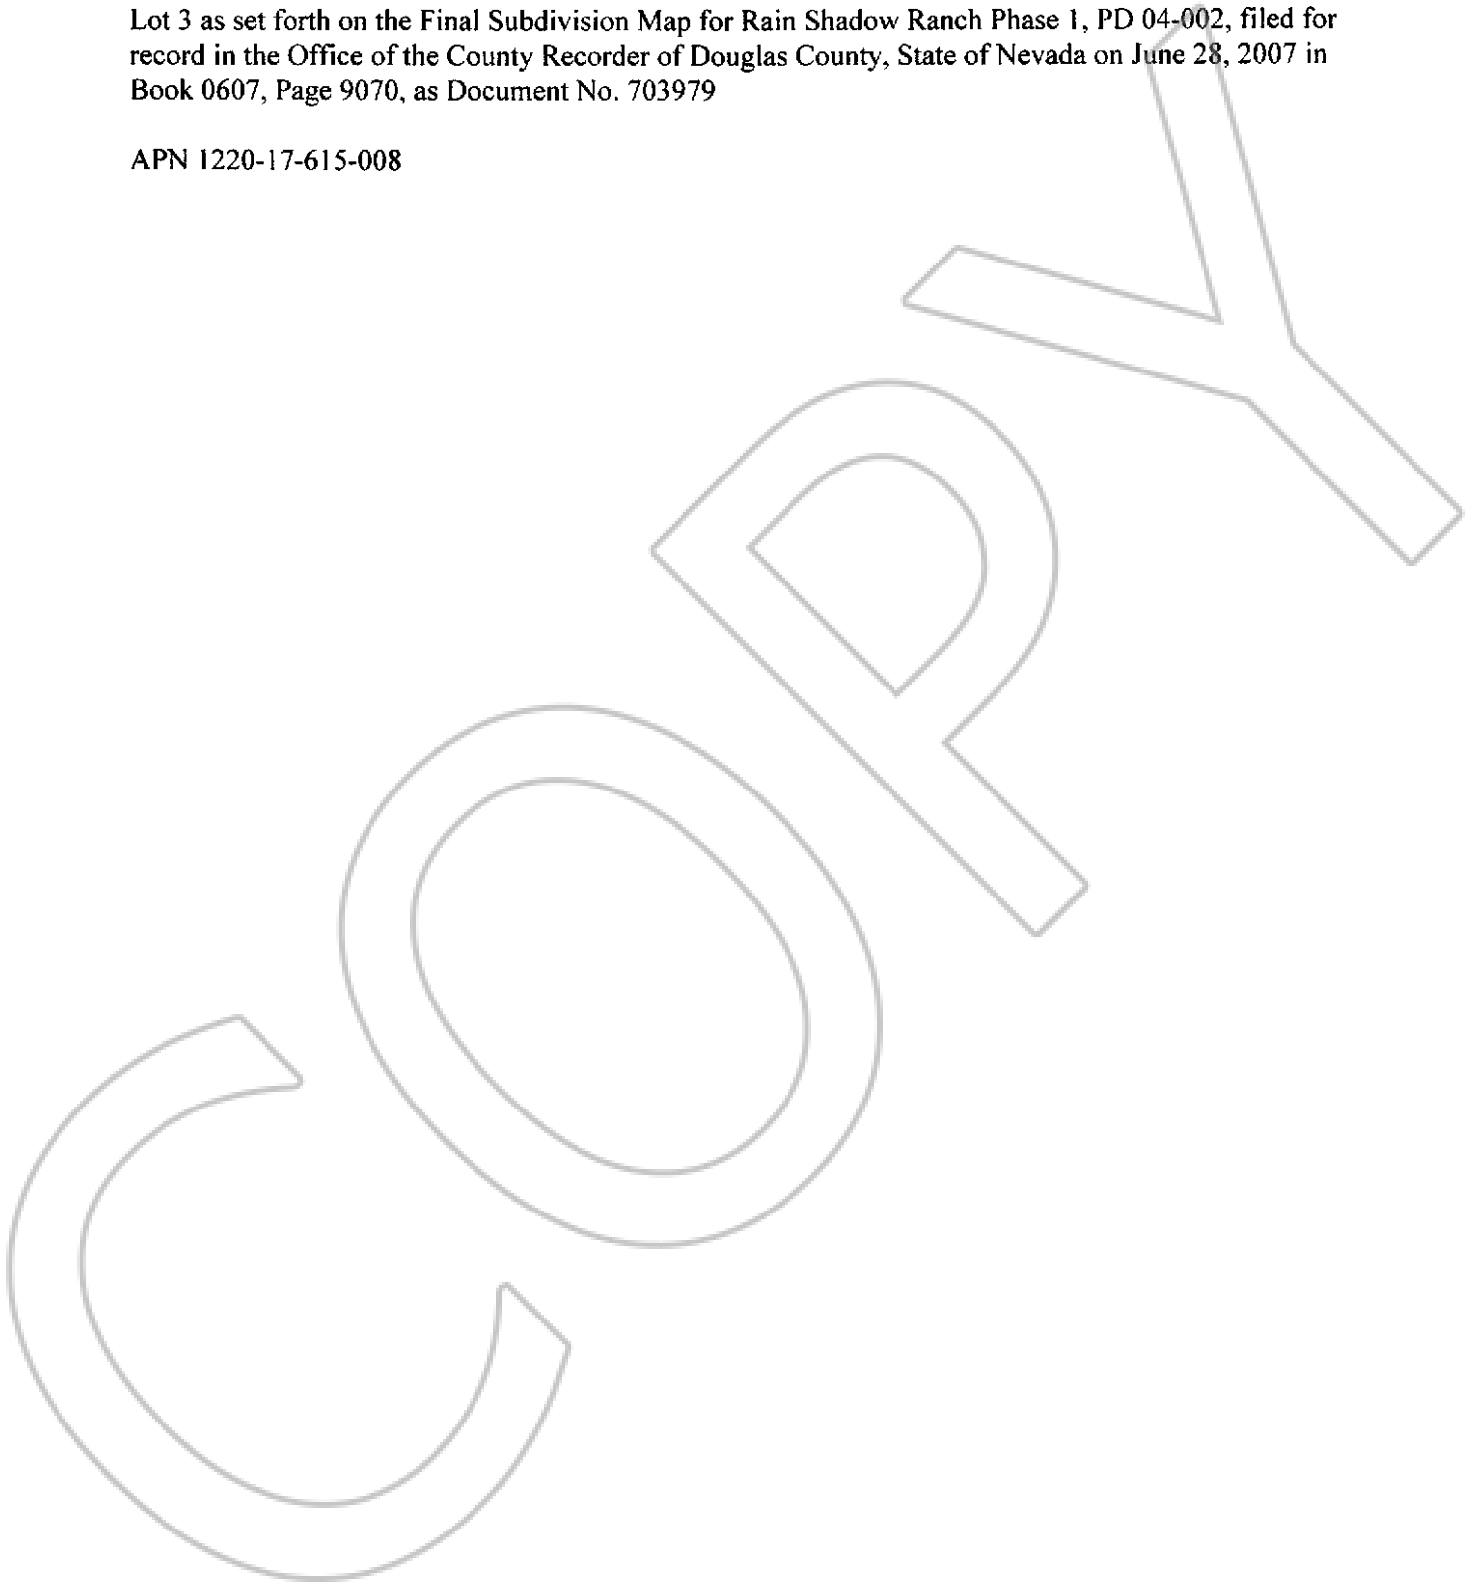 Lot 3 as set forth on the Final Subdivision Map for Rain Shadow Ranch Phase 1, PD 04-002, filed for
record in the Office of the County Recorder of Douglas County, State of Nevada on June 28, 2007 in
Book 0607, Page 9070, as Document No. 703979
APN 1220-17-615-008
COPY